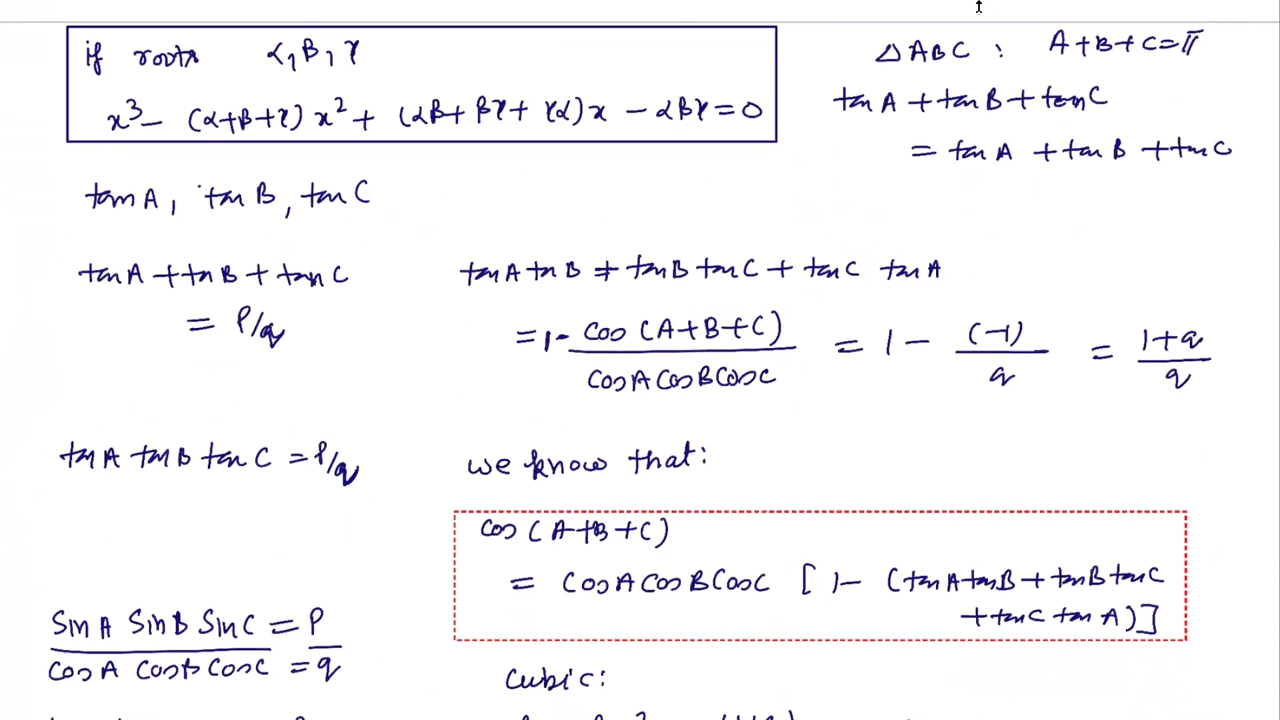 if roots α, β, γ
x³ - (α+β+γ) x² + (αβ + βγ + γα)x - αβγ = 0
△ABC : A+B+C=π
tan A + tan B + tan C
= tan A + tan B + tan C
tan A, tan B, tan C
tan A + tan B + tan C
= P/q
tan A tan B + tan B tan C + tan C tan A
= 1 - cos (A+B+C) / cos A cos B cos C = 1 - (-1) / q = 1+q / q
tan A tan B tan C = P/q
we know that:
cos (A+B+C)
= cos A cos B cos C [ 1 - (tan A tan B + tan B tan C
+ tan C tan A) ]
Sin A Sin B Sin C = P
cos A cos B cos C = q
Cubic: